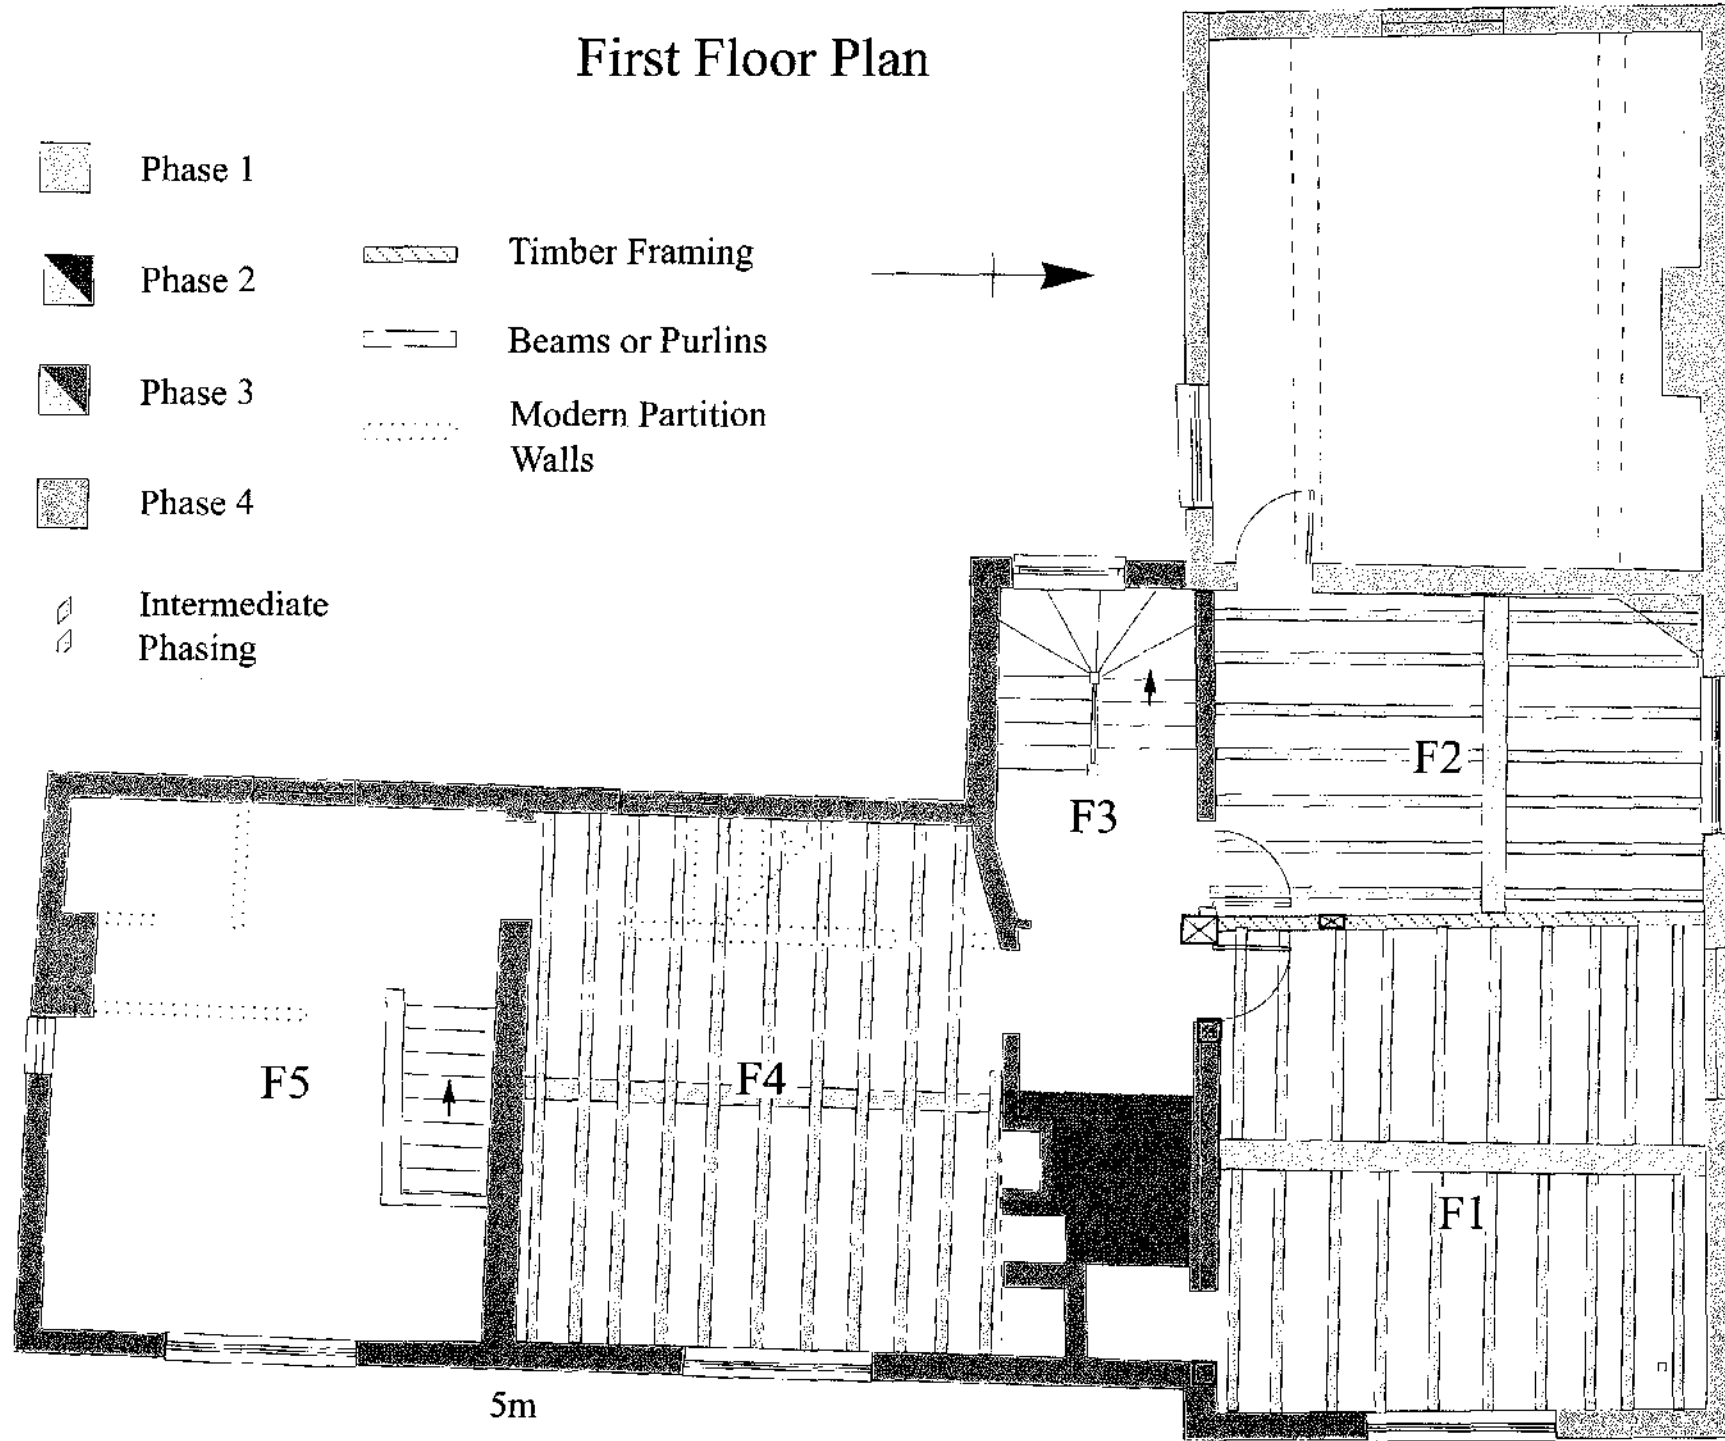 First Floor Plan
Phase 1
Phase 2
Phase 3
Phase 4
Intermediate
Phasing
Timber Framing
Beams or Purlins
Modern Partition
Walls
F2
F3
F5
F4
F1
5m